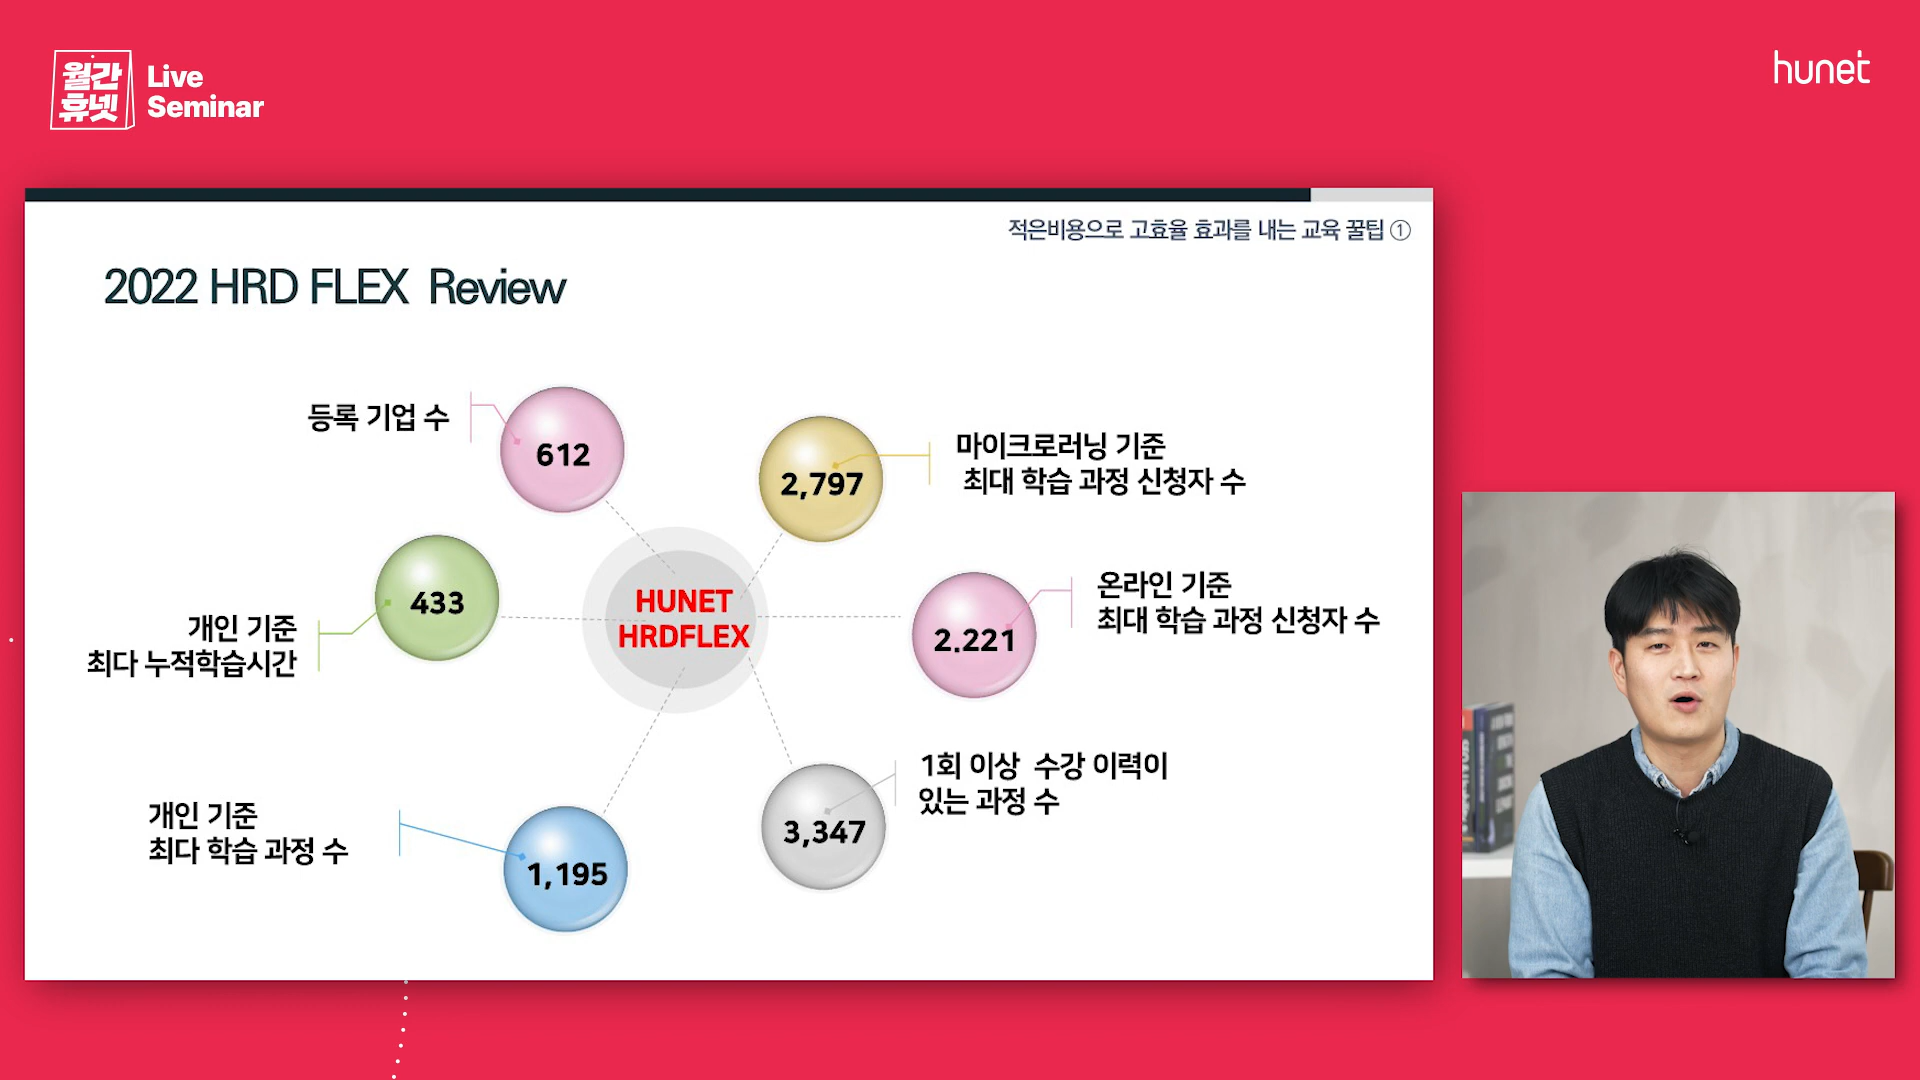 월간
휴넷
Live
Seminar
hunet
적은비용으로 고효율 효과를 내는 교육 꿀팁 ①
2022 HRD FLEX Review
등록 기업 수
612
2,797
마이크로러닝 기준
최대 학습 과정 신청자 수
433
개인 기준
최다 누적학습시간
HUNET
HRDFLEX
2.221
온라인 기준
최대 학습 과정 신청자 수
개인 기준
최다 학습 과정 수
1,195
3,347
1회 이상 수강 이력이
있는 과정 수